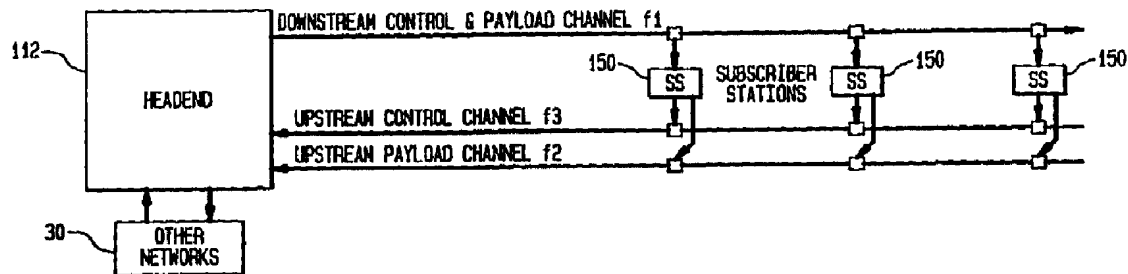 DOWNSTREAM CONTROL & PAYLOAD CHANNEL f1
112
HEADEND
150
SS
SUBSCRIBER
STATIONS
SS
150
SS
150
UPSTREAM CONTROL CHANNEL f3
UPSTREAM PAYLOAD CHANNEL f2
30
OTHER
NETWORKS